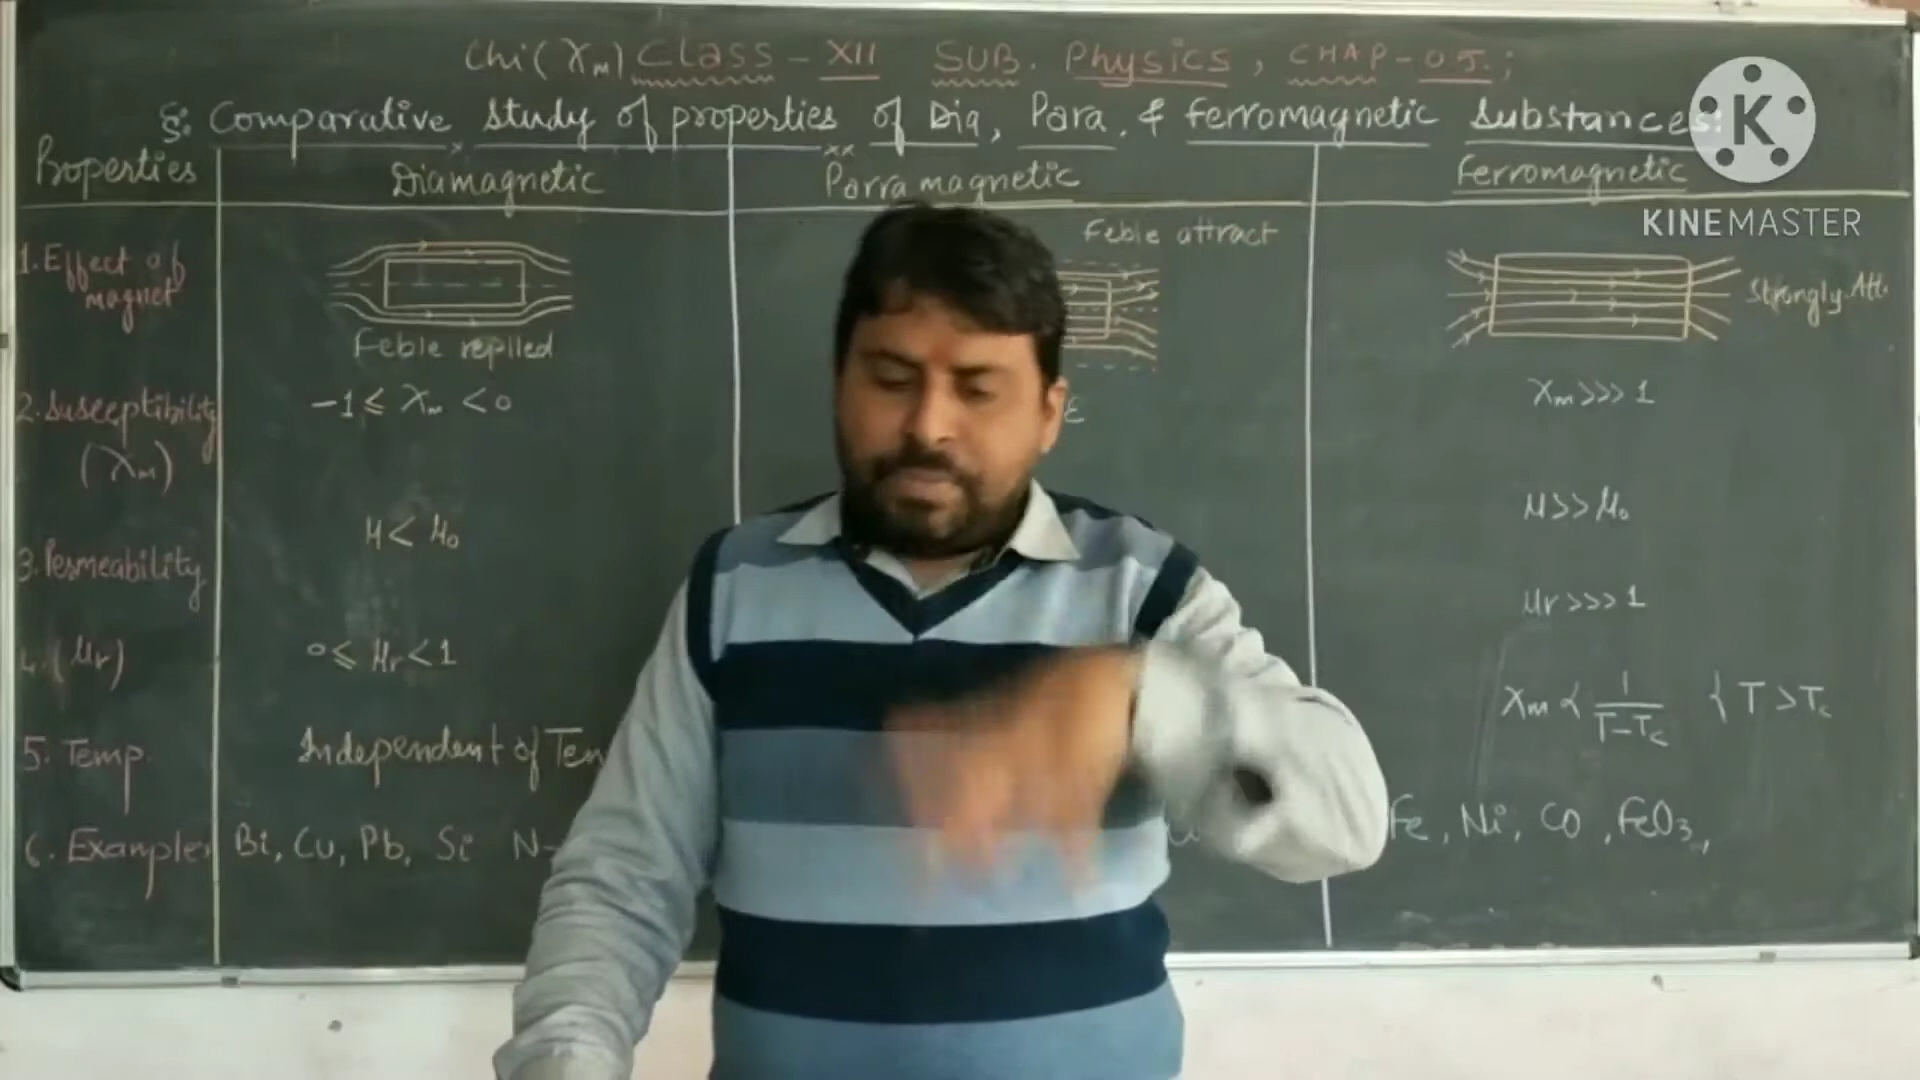 Chi (χm) Class - XII SUB. Physics, CHAP - 05.;
§: Comparative study of properties of Dia, Para, & ferromagnetic Substances:
Properties Diamagnetic Parramagnetic Ferromagnetic
1. Effect of magnet
Feble replled
Feble attract
Strongly Att.
2. Susceptibility (χm)
-1 ≤ χm < 0
ε
χm >>> 1
3. Permeability
μ < μ0
μ >> μ0
4. (μr)
0 ≤ μr < 1
μr >>> 1
5. Temp.
Independent of Tem
χm ∝ 1/(T-Tc) { T > Tc
6. Examples
Bi, Cu, Pb, Si N-
Fe, Ni, Co, FeO3,
K
KINEMASTER